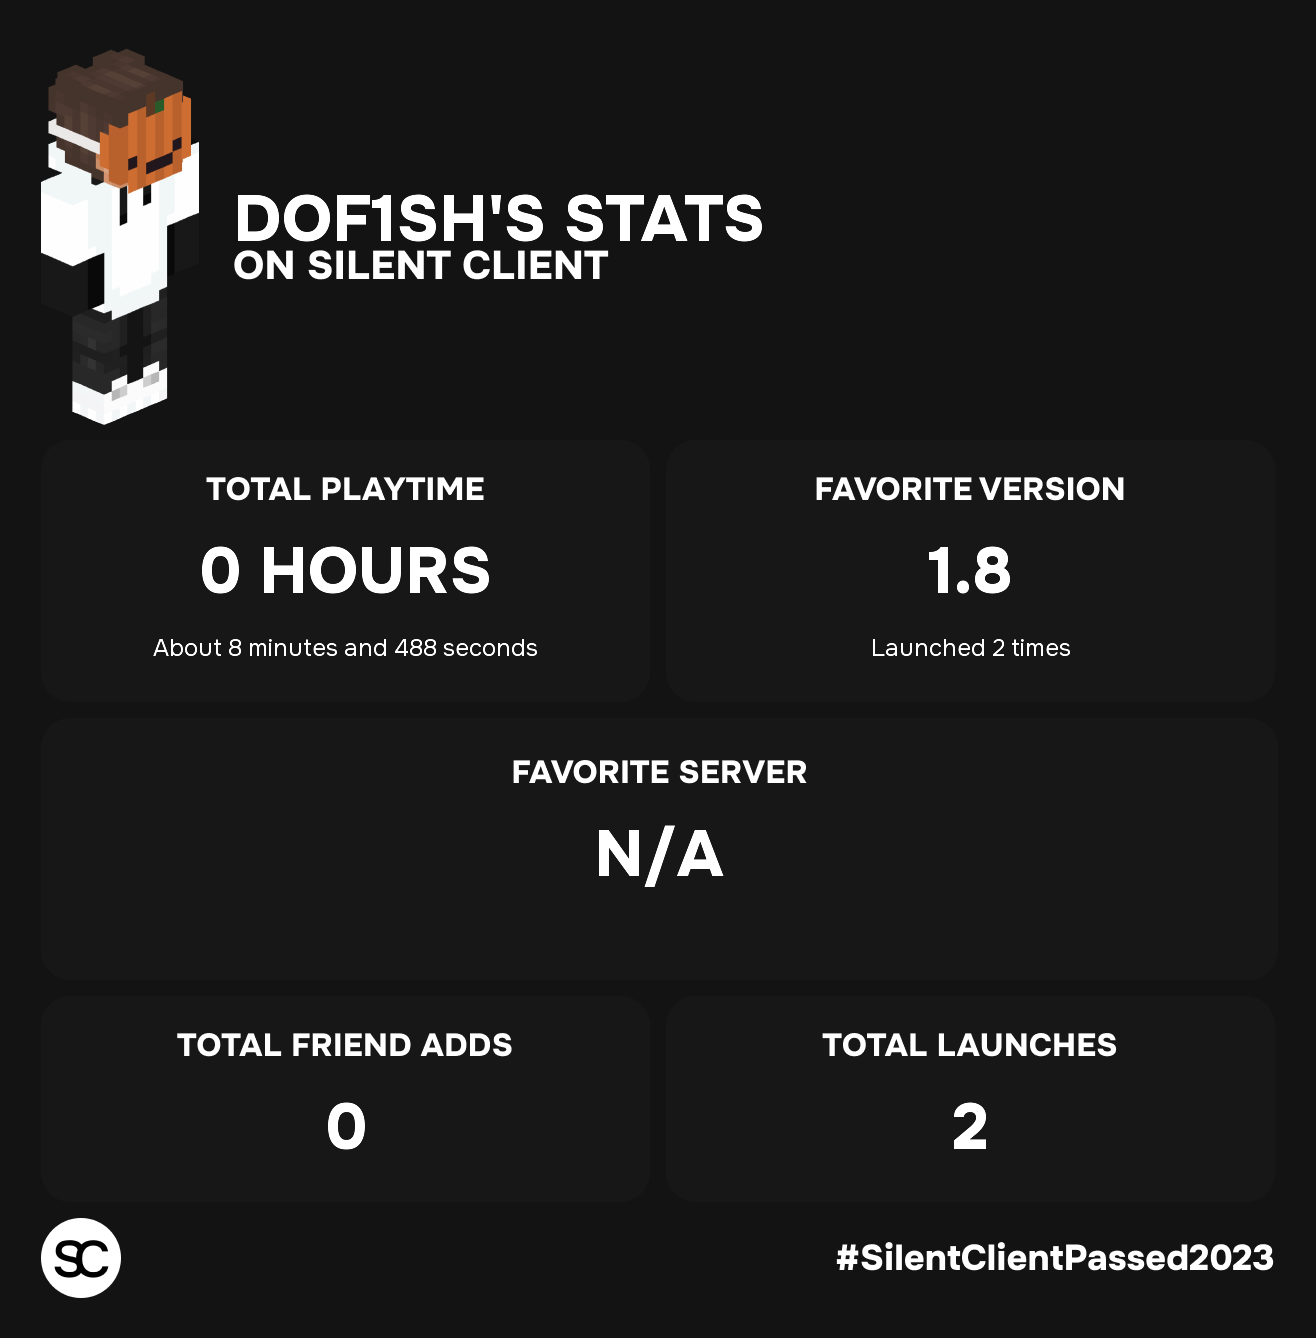 DOF1SH'S STATS
ON SILENT CLIENT
TOTAL PLAYTIME
0 HOURS
About 8 minutes and 488 seconds
FAVORITE VERSION
1.8
Launched 2 times
FAVORITE SERVER
N/A
TOTAL FRIEND ADDS
0
TOTAL LAUNCHES
2
SC
#SilentClientPassed2023